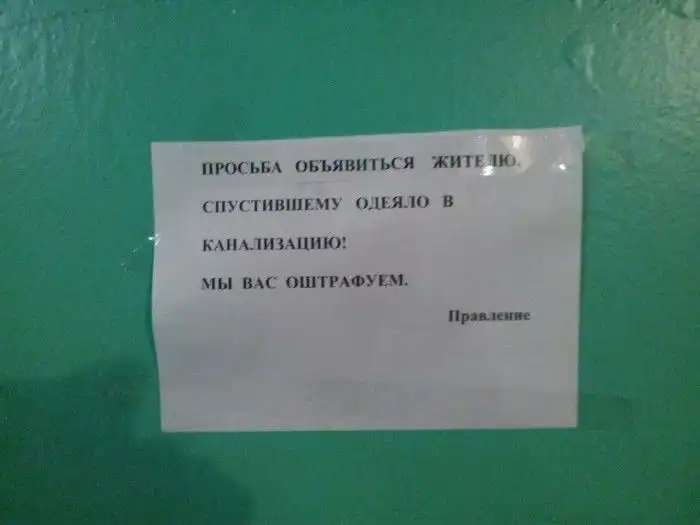 ПРОСЬБА ОБЪЯВИТЬСЯ ЖИТЕЛЮ,
СПУСТИВШЕМУ ОДЕЯЛО В
КАНАЛИЗАЦИЮ!
МЫ ВАС ОШТРАФУЕМ.
Правление